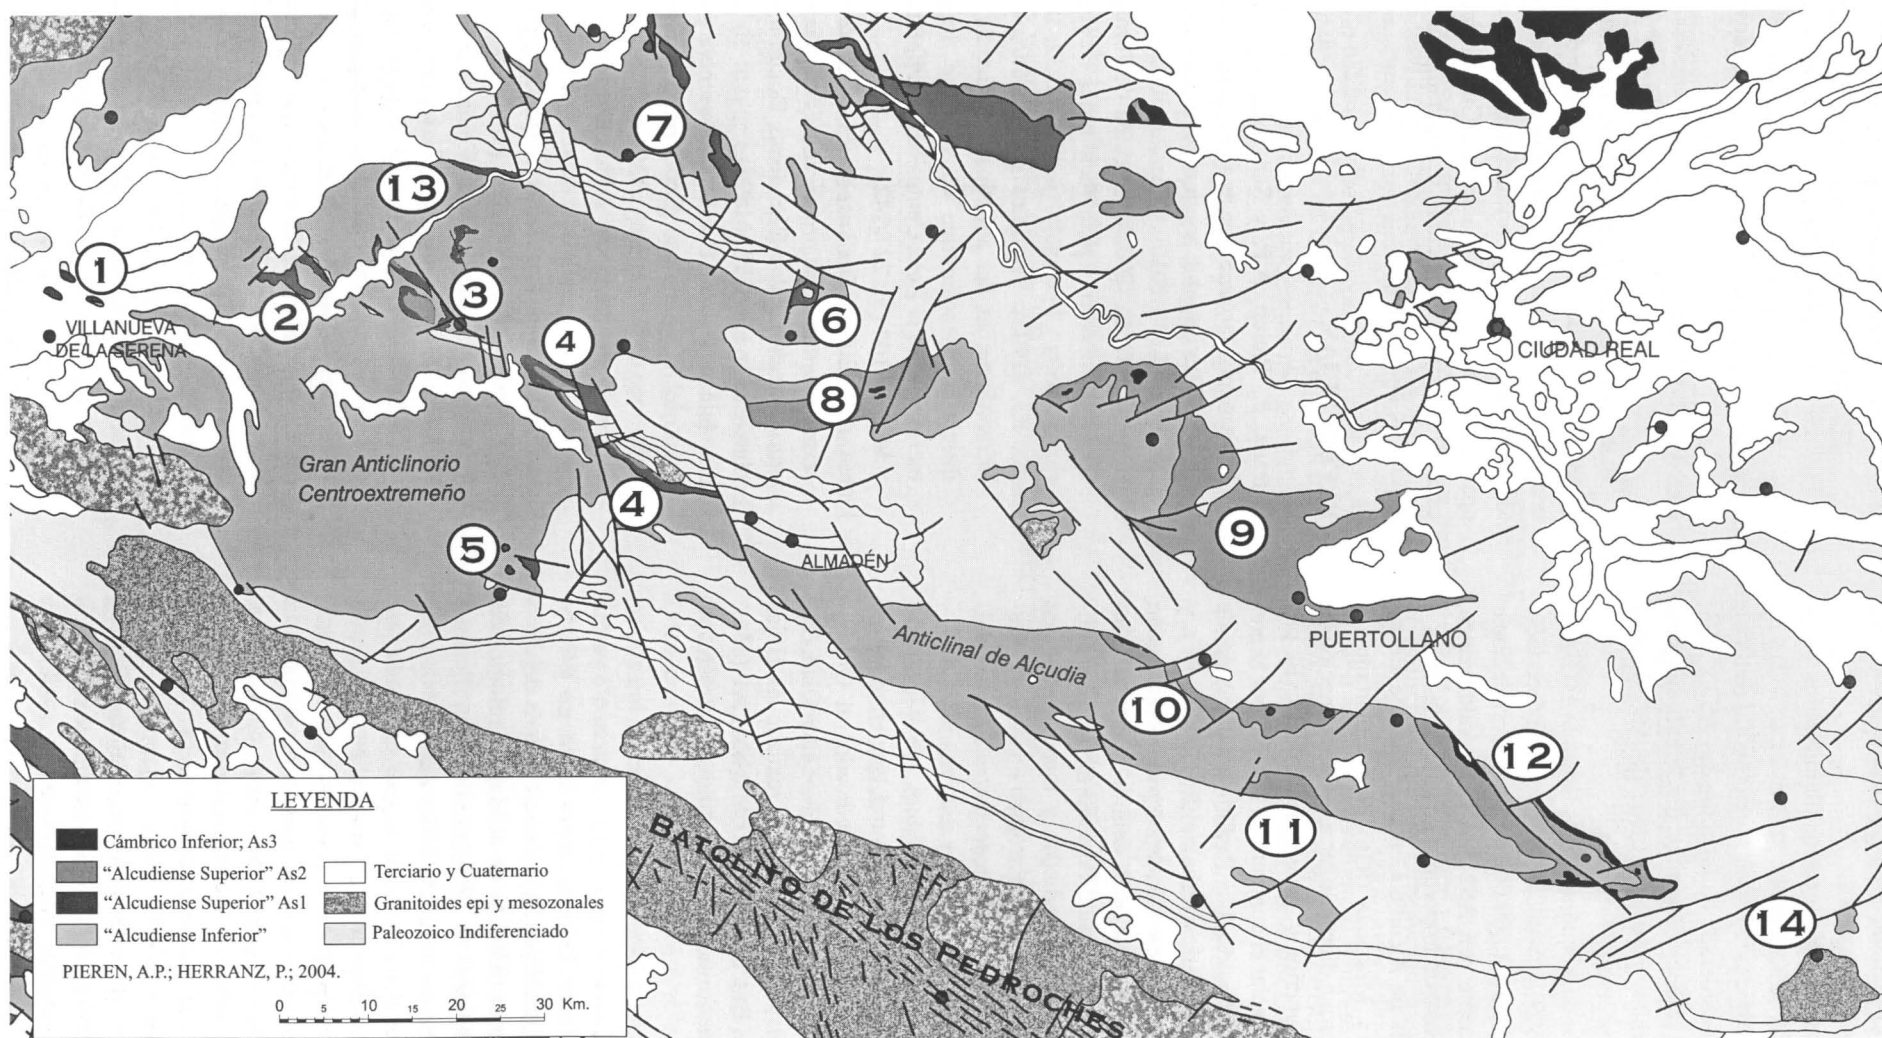 7
13
1
2
3
VILLANUEVA
DE LA SERENA
6
4
CIUDAD REAL
8
Gran Anticlinorio
Centroextremeño
4
9
5
ALMADÉN
PUERTOLLANO
Anticlinal de Alcudia
10
12
11
14
BATOLITO DE LOS PEDROCHES
LEYENDA
Cámbrico Inferior; As3
"Alcudiense Superior" As2
"Alcudiense Superior" As1
"Alcudiense Inferior"
Terciario y Cuaternario
Granitoides epi y mesozonales
Paleozoico Indiferenciado
PIEREN, A.P.; HERRANZ, P.; 2004.
0 5 10 15 20 25 30 Km.